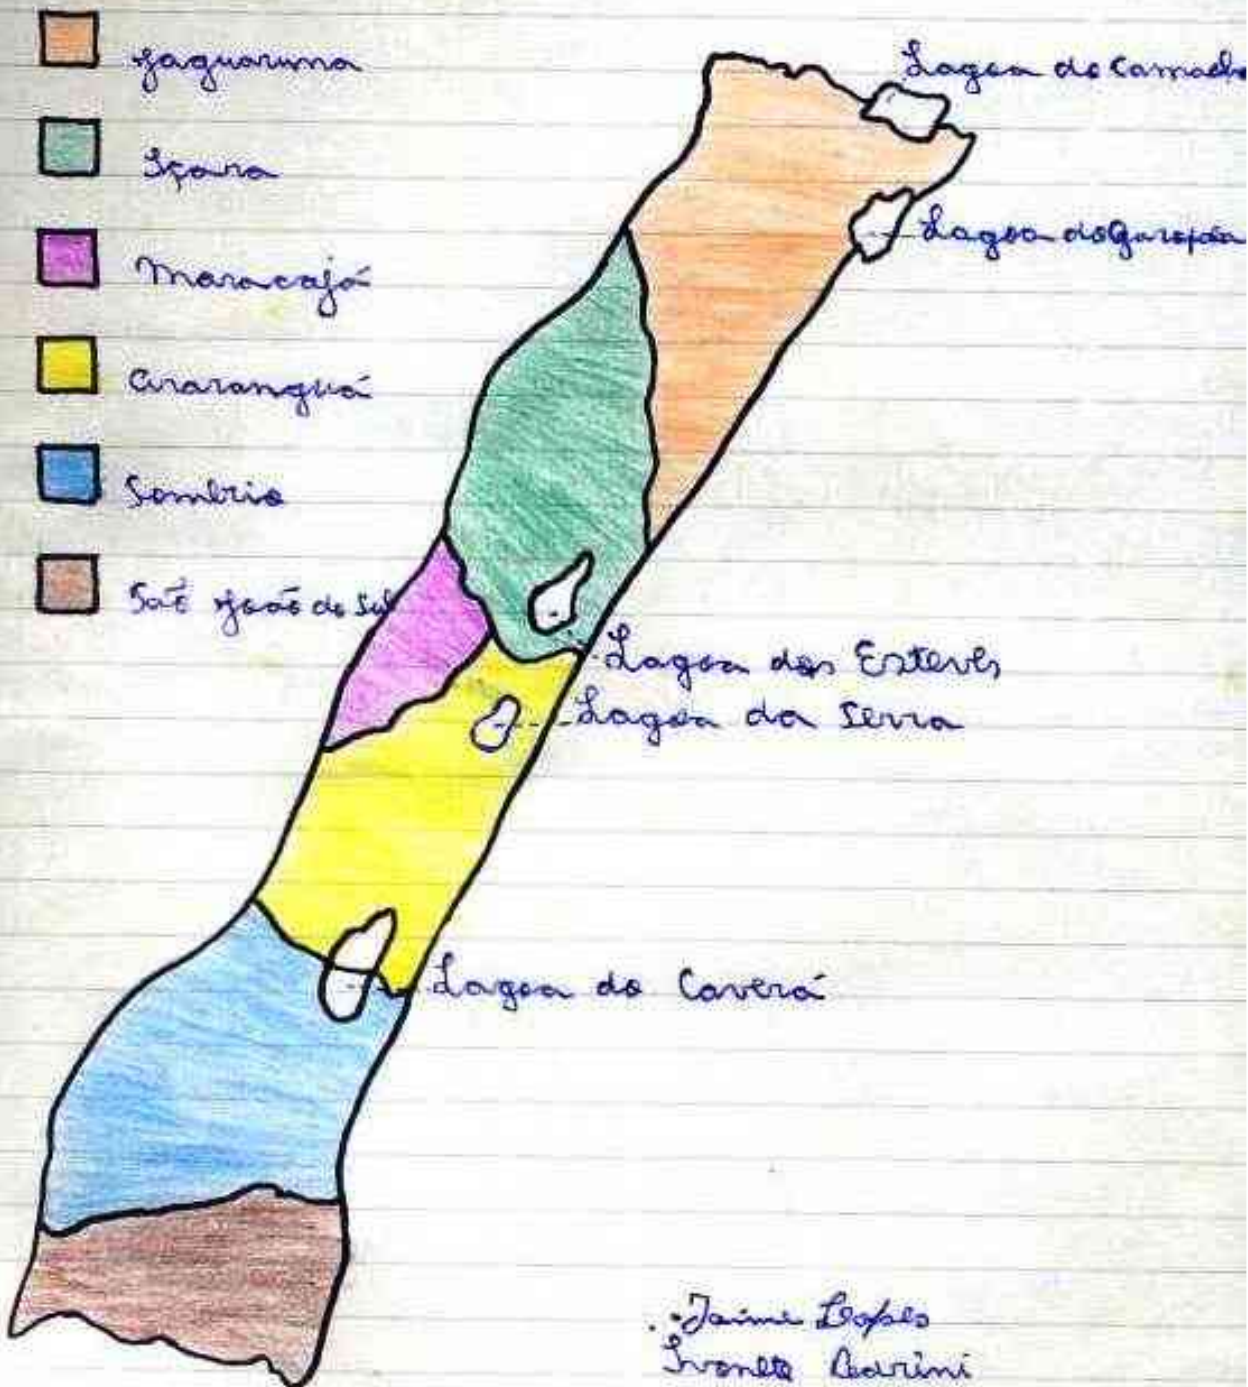 Jaguaruna
Içara
Maracajá
Araranguá
Sombrio
São João do Sul
Lagoa do Camacho
Lagoa do Garopaba
Lagoa dos Esteves
Lagoa da Serra
Lagoa do Caverá
Jaime Lopes
Ivonete